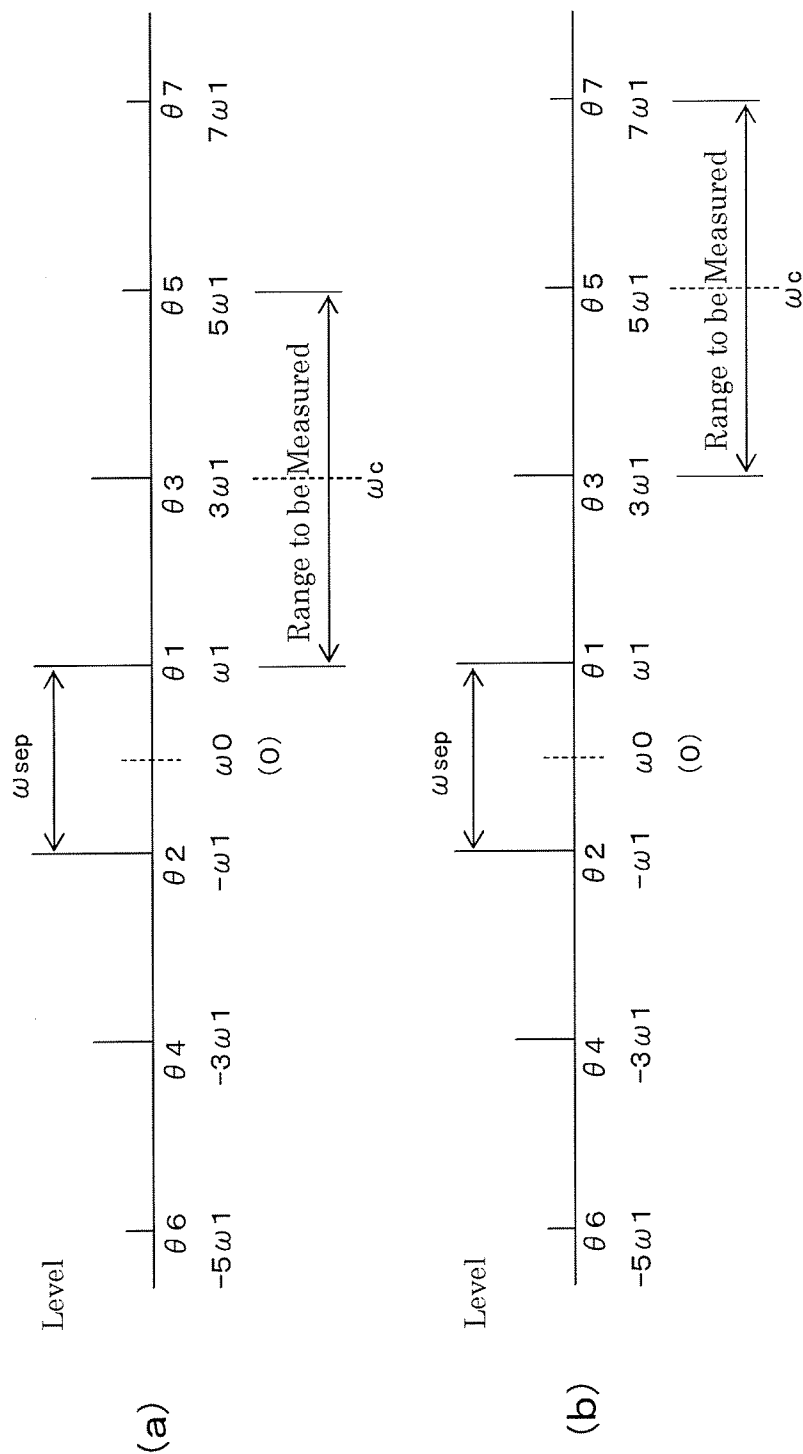 (a)
Level
ωsep
θ6 θ4 θ2 θ1 θ3 θ5 θ7
-5ω1 -3ω1 -ω1 ω0 ω1 3ω1 5ω1 7ω1
(0)
Range to be Measured
ωc
(b)
Level
ωsep
θ6 θ4 θ2 θ1 θ3 θ5 θ7
-5ω1 -3ω1 -ω1 ω0 ω1 3ω1 5ω1 7ω1
(0)
Range to be Measured
ωc